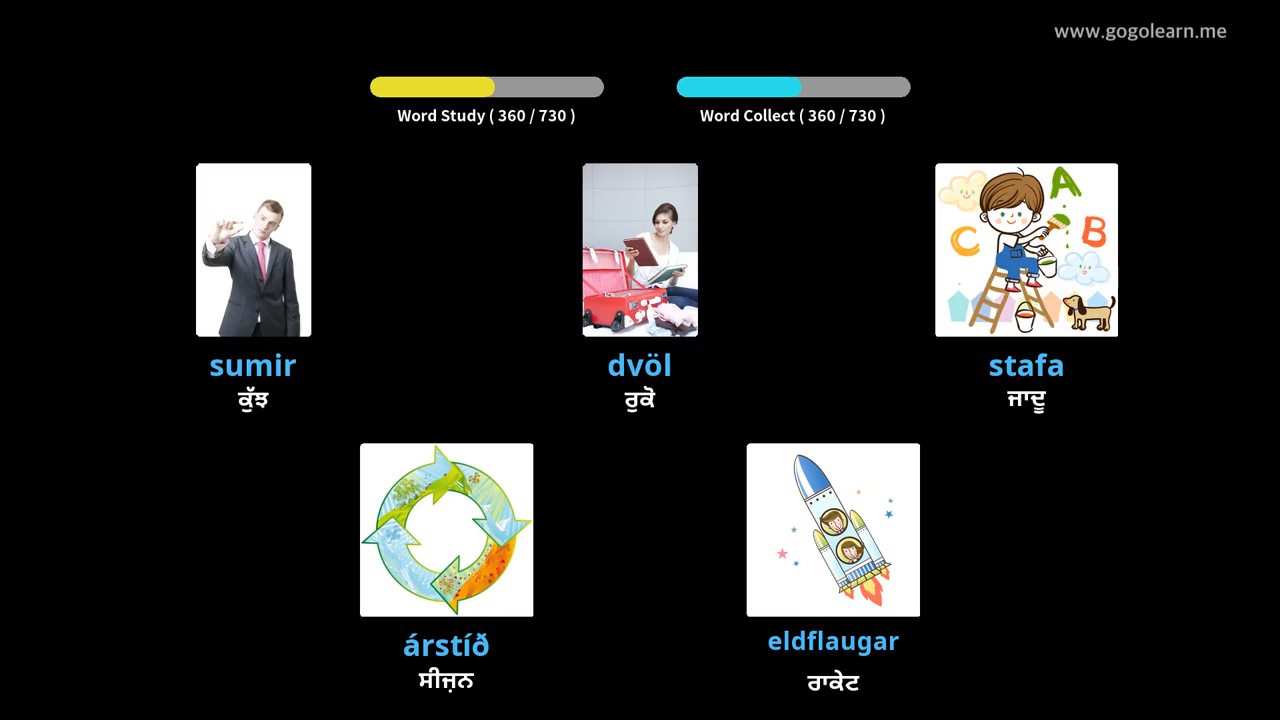 www.gogolearn.me
Word Study ( 360 / 730 )
Word Collect ( 360 / 730 )
sumir
ਕੁੱਝ
dvöl
ਰੁਕੋ
stafa
ਜਾਦੂ
árstíð
ਸੀਜ਼ਨ
eldflaugar
ਰਾਕੇਟ
A
B
C